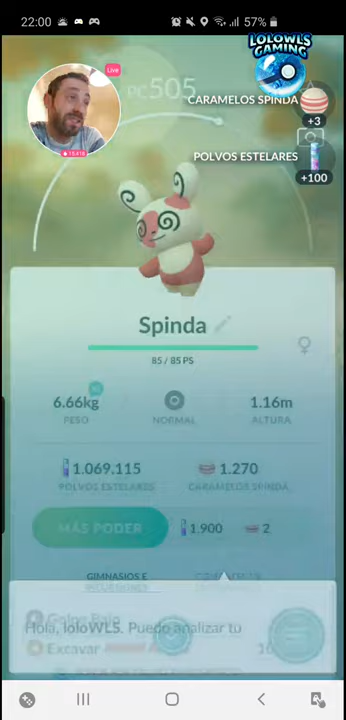 22:00
57%
LOLOWLS
GAMING
Live
PC505
CARAMELOS SPINDA
+3
POLVOS ESTELARES
+100
Spinda
85 / 85 PS
6.66kg
PESO
NORMAL
1.16m
ALTURA
1.069.115
POLVOS ESTELARES
1.270
CARAMELOS SPINDA
MÁS PODER
1.900
2
GIMNASIOS E
Hola, loloWLS. Puedo analizar tu
Excavar